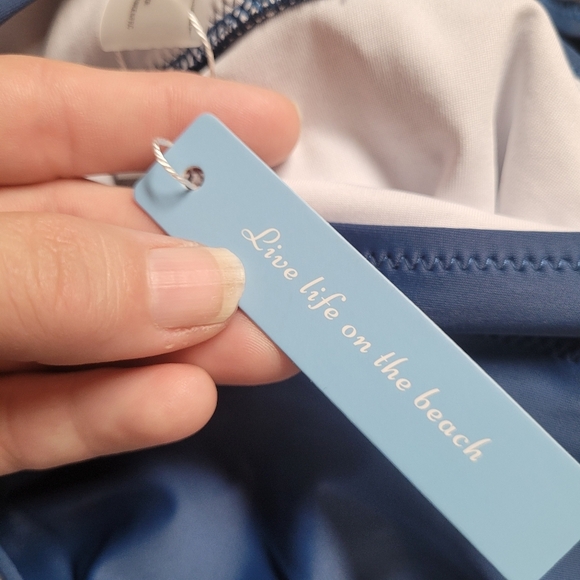 Live life on the beach